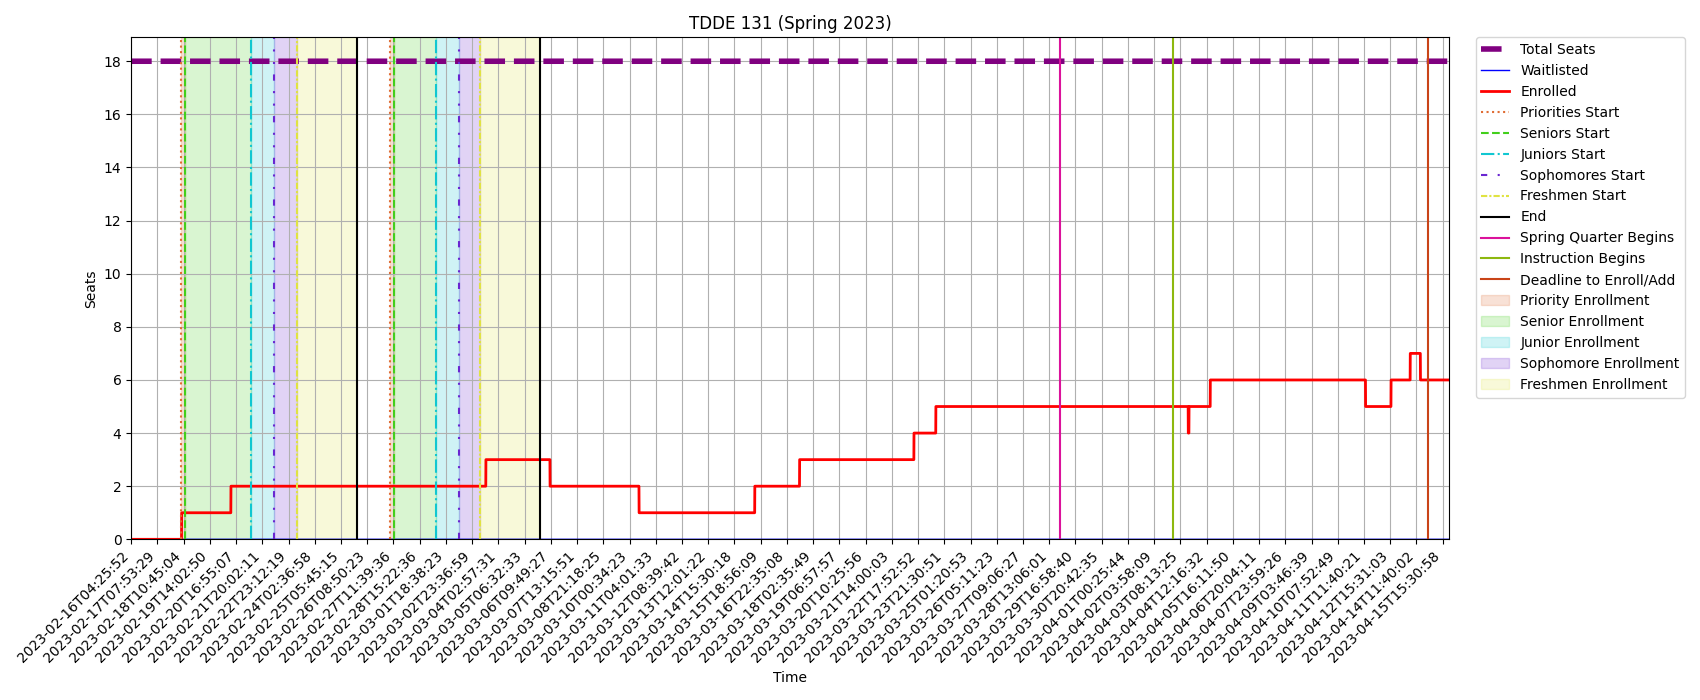 TDDE 131 (Spring 2023)
Seats
18
16
14
12
10
8
6
4
2
0
2023-02-16T04:25:52
2023-02-17T07:53:29
2023-02-18T10:45:04
2023-02-19T14:02:50
2023-02-20T16:55:07
2023-02-21T20:02:11
2023-02-22T23:12:19
2023-02-24T02:36:58
2023-02-25T05:45:15
2023-02-26T08:50:23
2023-02-27T11:39:36
2023-02-28T15:22:36
2023-03-01T18:38:23
2023-03-02T23:36:59
2023-03-04T02:57:31
2023-03-05T06:32:33
2023-03-06T09:49:27
2023-03-07T13:15:51
2023-03-08T21:18:25
2023-03-10T00:34:23
2023-03-11T04:01:33
2023-03-12T08:39:42
2023-03-13T12:01:22
2023-03-14T15:30:18
2023-03-15T18:56:09
2023-03-16T22:35:08
2023-03-18T02:35:49
2023-03-19T06:57:57
2023-03-20T10:25:56
2023-03-21T14:00:03
2023-03-22T17:52:52
2023-03-23T21:30:51
2023-03-25T01:20:53
2023-03-26T05:11:23
2023-03-27T09:06:27
2023-03-28T13:06:01
2023-03-29T16:58:40
2023-03-30T20:42:35
2023-04-01T00:25:44
2023-04-02T03:58:09
2023-04-03T08:13:25
2023-04-04T12:16:32
2023-04-05T16:11:50
2023-04-06T20:04:11
2023-04-07T23:59:26
2023-04-09T03:46:39
2023-04-10T07:52:49
2023-04-11T11:40:21
2023-04-12T15:31:03
2023-04-14T11:40:02
2023-04-15T15:30:58
Time
Total Seats
Waitlisted
Enrolled
Priorities Start
Seniors Start
Juniors Start
Sophomores Start
Freshmen Start
End
Spring Quarter Begins
Instruction Begins
Deadline to Enroll/Add
Priority Enrollment
Senior Enrollment
Junior Enrollment
Sophomore Enrollment
Freshmen Enrollment